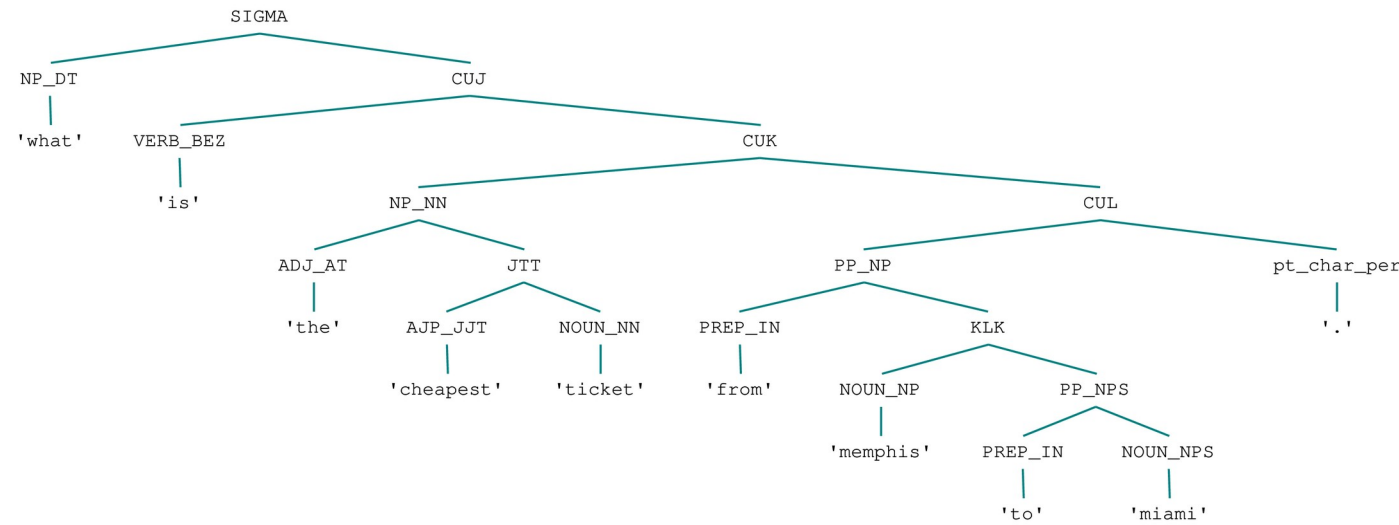 SIGMA
NP_DT CUJ
'what' VERB_BEZ CUK
'is' NP_NN CUL
ADJ_AT JTT PP_NP pt_char_per
'the' AJP_JJT NOUN_NN PREP_IN KLK '.'
'cheapest' 'ticket' 'from' NOUN_NP PP_NPS
'memphis' PREP_IN NOUN_NPS
'to' 'miami'